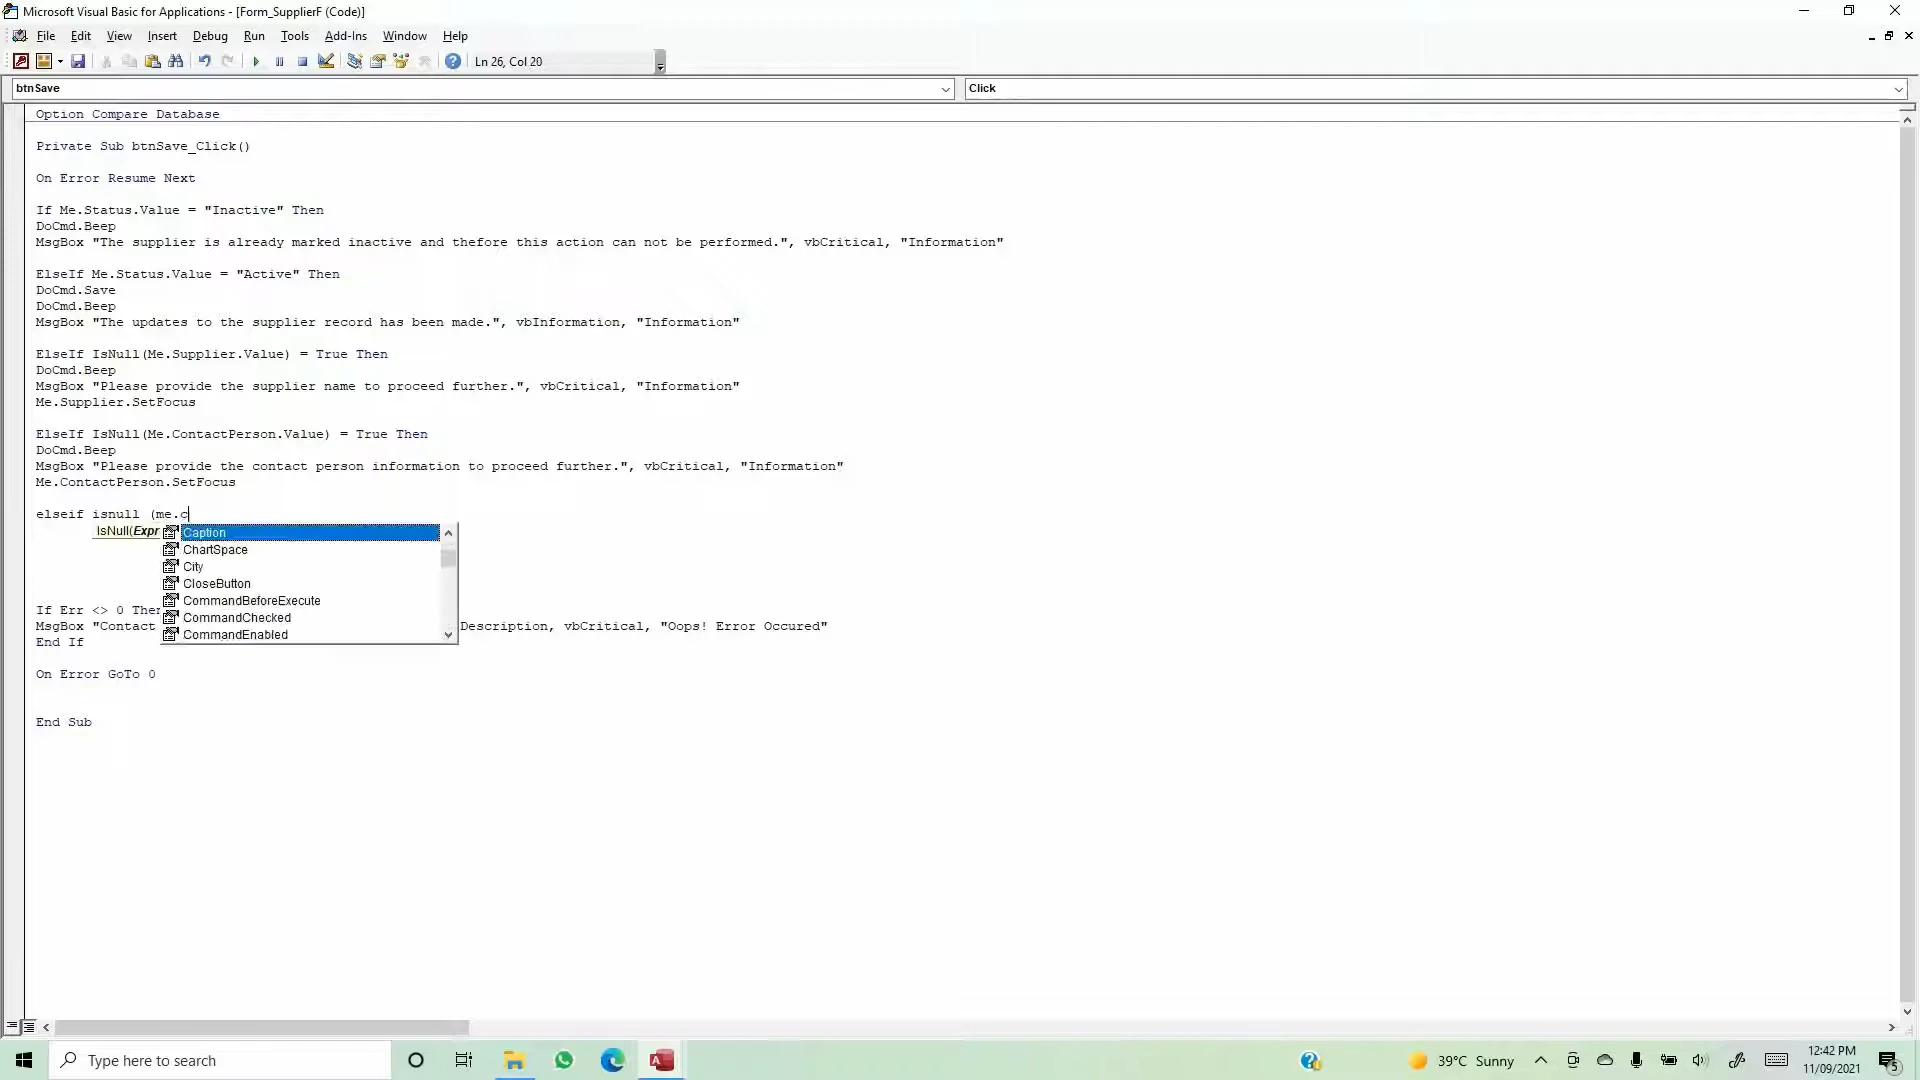 Microsoft Visual Basic for Applications - [Form_SupplierF (Code)]
File Edit View Insert Debug Run Tools Add-Ins Window Help
Ln 26, Col 20
btnSave Click
Option Compare Database
Private Sub btnSave_Click()
On Error Resume Next
If Me.Status.Value = "Inactive" Then
DoCmd.Beep
MsgBox "The supplier is already marked inactive and thefore this action can not be performed.", vbCritical, "Information"
ElseIf Me.Status.Value = "Active" Then
DoCmd.Save
DoCmd.Beep
MsgBox "The updates to the supplier record has been made.", vbInformation, "Information"
ElseIf IsNull(Me.Supplier.Value) = True Then
DoCmd.Beep
MsgBox "Please provide the supplier name to proceed further.", vbCritical, "Information"
Me.Supplier.SetFocus
ElseIf IsNull(Me.ContactPerson.Value) = True Then
DoCmd.Beep
MsgBox "Please provide the contact person information to proceed further.", vbCritical, "Information"
Me.ContactPerson.SetFocus
elseif isnull (me.c
IsNull(Expr
Caption
ChartSpace
City
CloseButton
CommandBeforeExecute
CommandChecked
CommandEnabled
If Err <> 0 Then
MsgBox "Contact Description, vbCritical, "Oops! Error Occured"
End If
On Error GoTo 0
End Sub
Type here to search
39°C Sunny
12:42 PM
11/09/2021
5